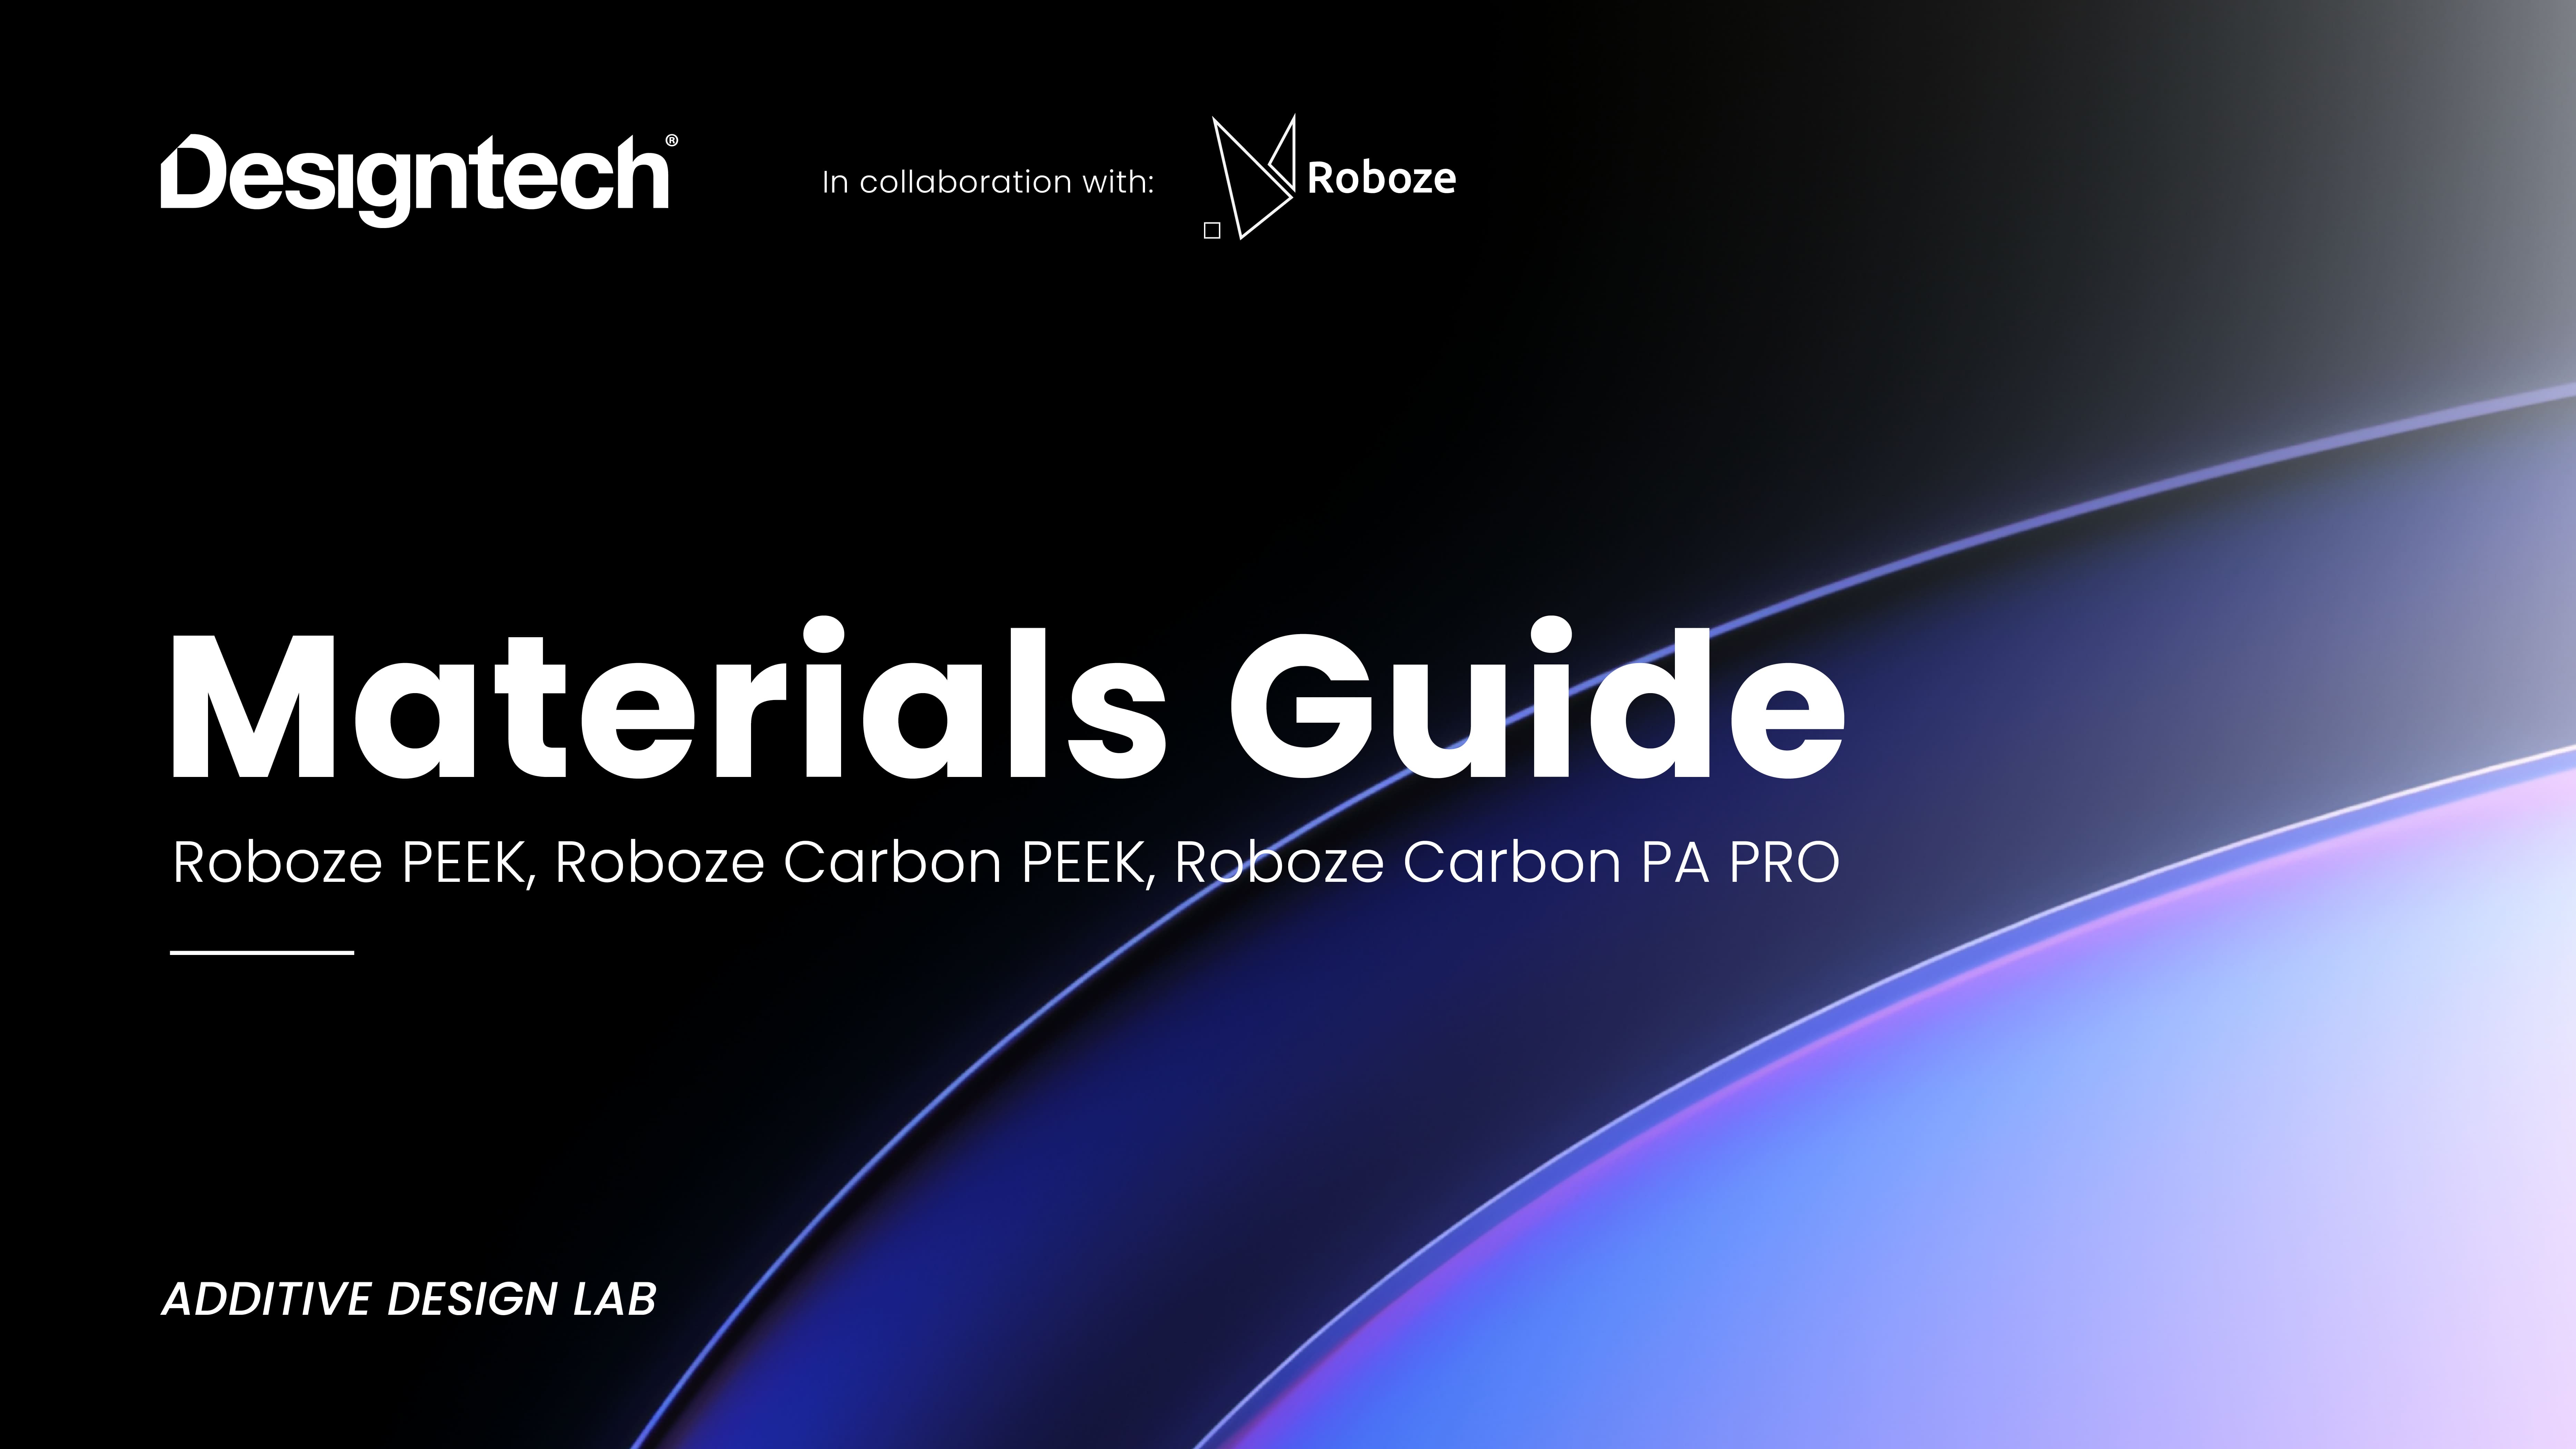 Designtech®
In collaboration with:
Roboze
Materials Guide
Roboze PEEK, Roboze Carbon PEEK, Roboze Carbon PA PRO
ADDITIVE DESIGN LAB